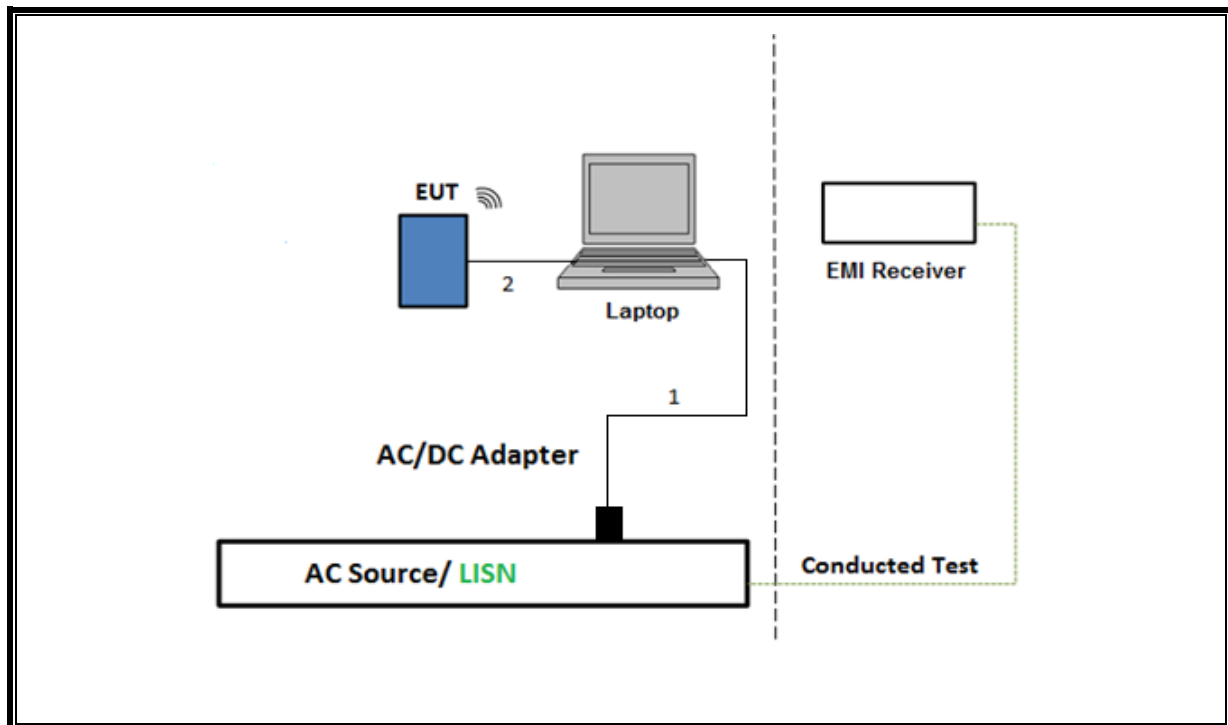 EUT
2
Laptop
EMI Receiver
1
AC/DC Adapter
AC Source/ LISN
Conducted Test